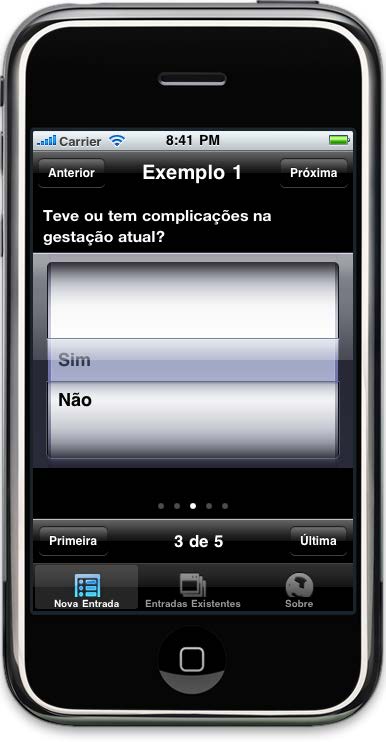 Carrier 8:41 PM
Anterior Exemplo 1 Próxima
Teve ou tem complicações na
gestação atual?
Sim
Não
Primeira 3 de 5 Última
Nova Entrada Entradas Existentes Sobre